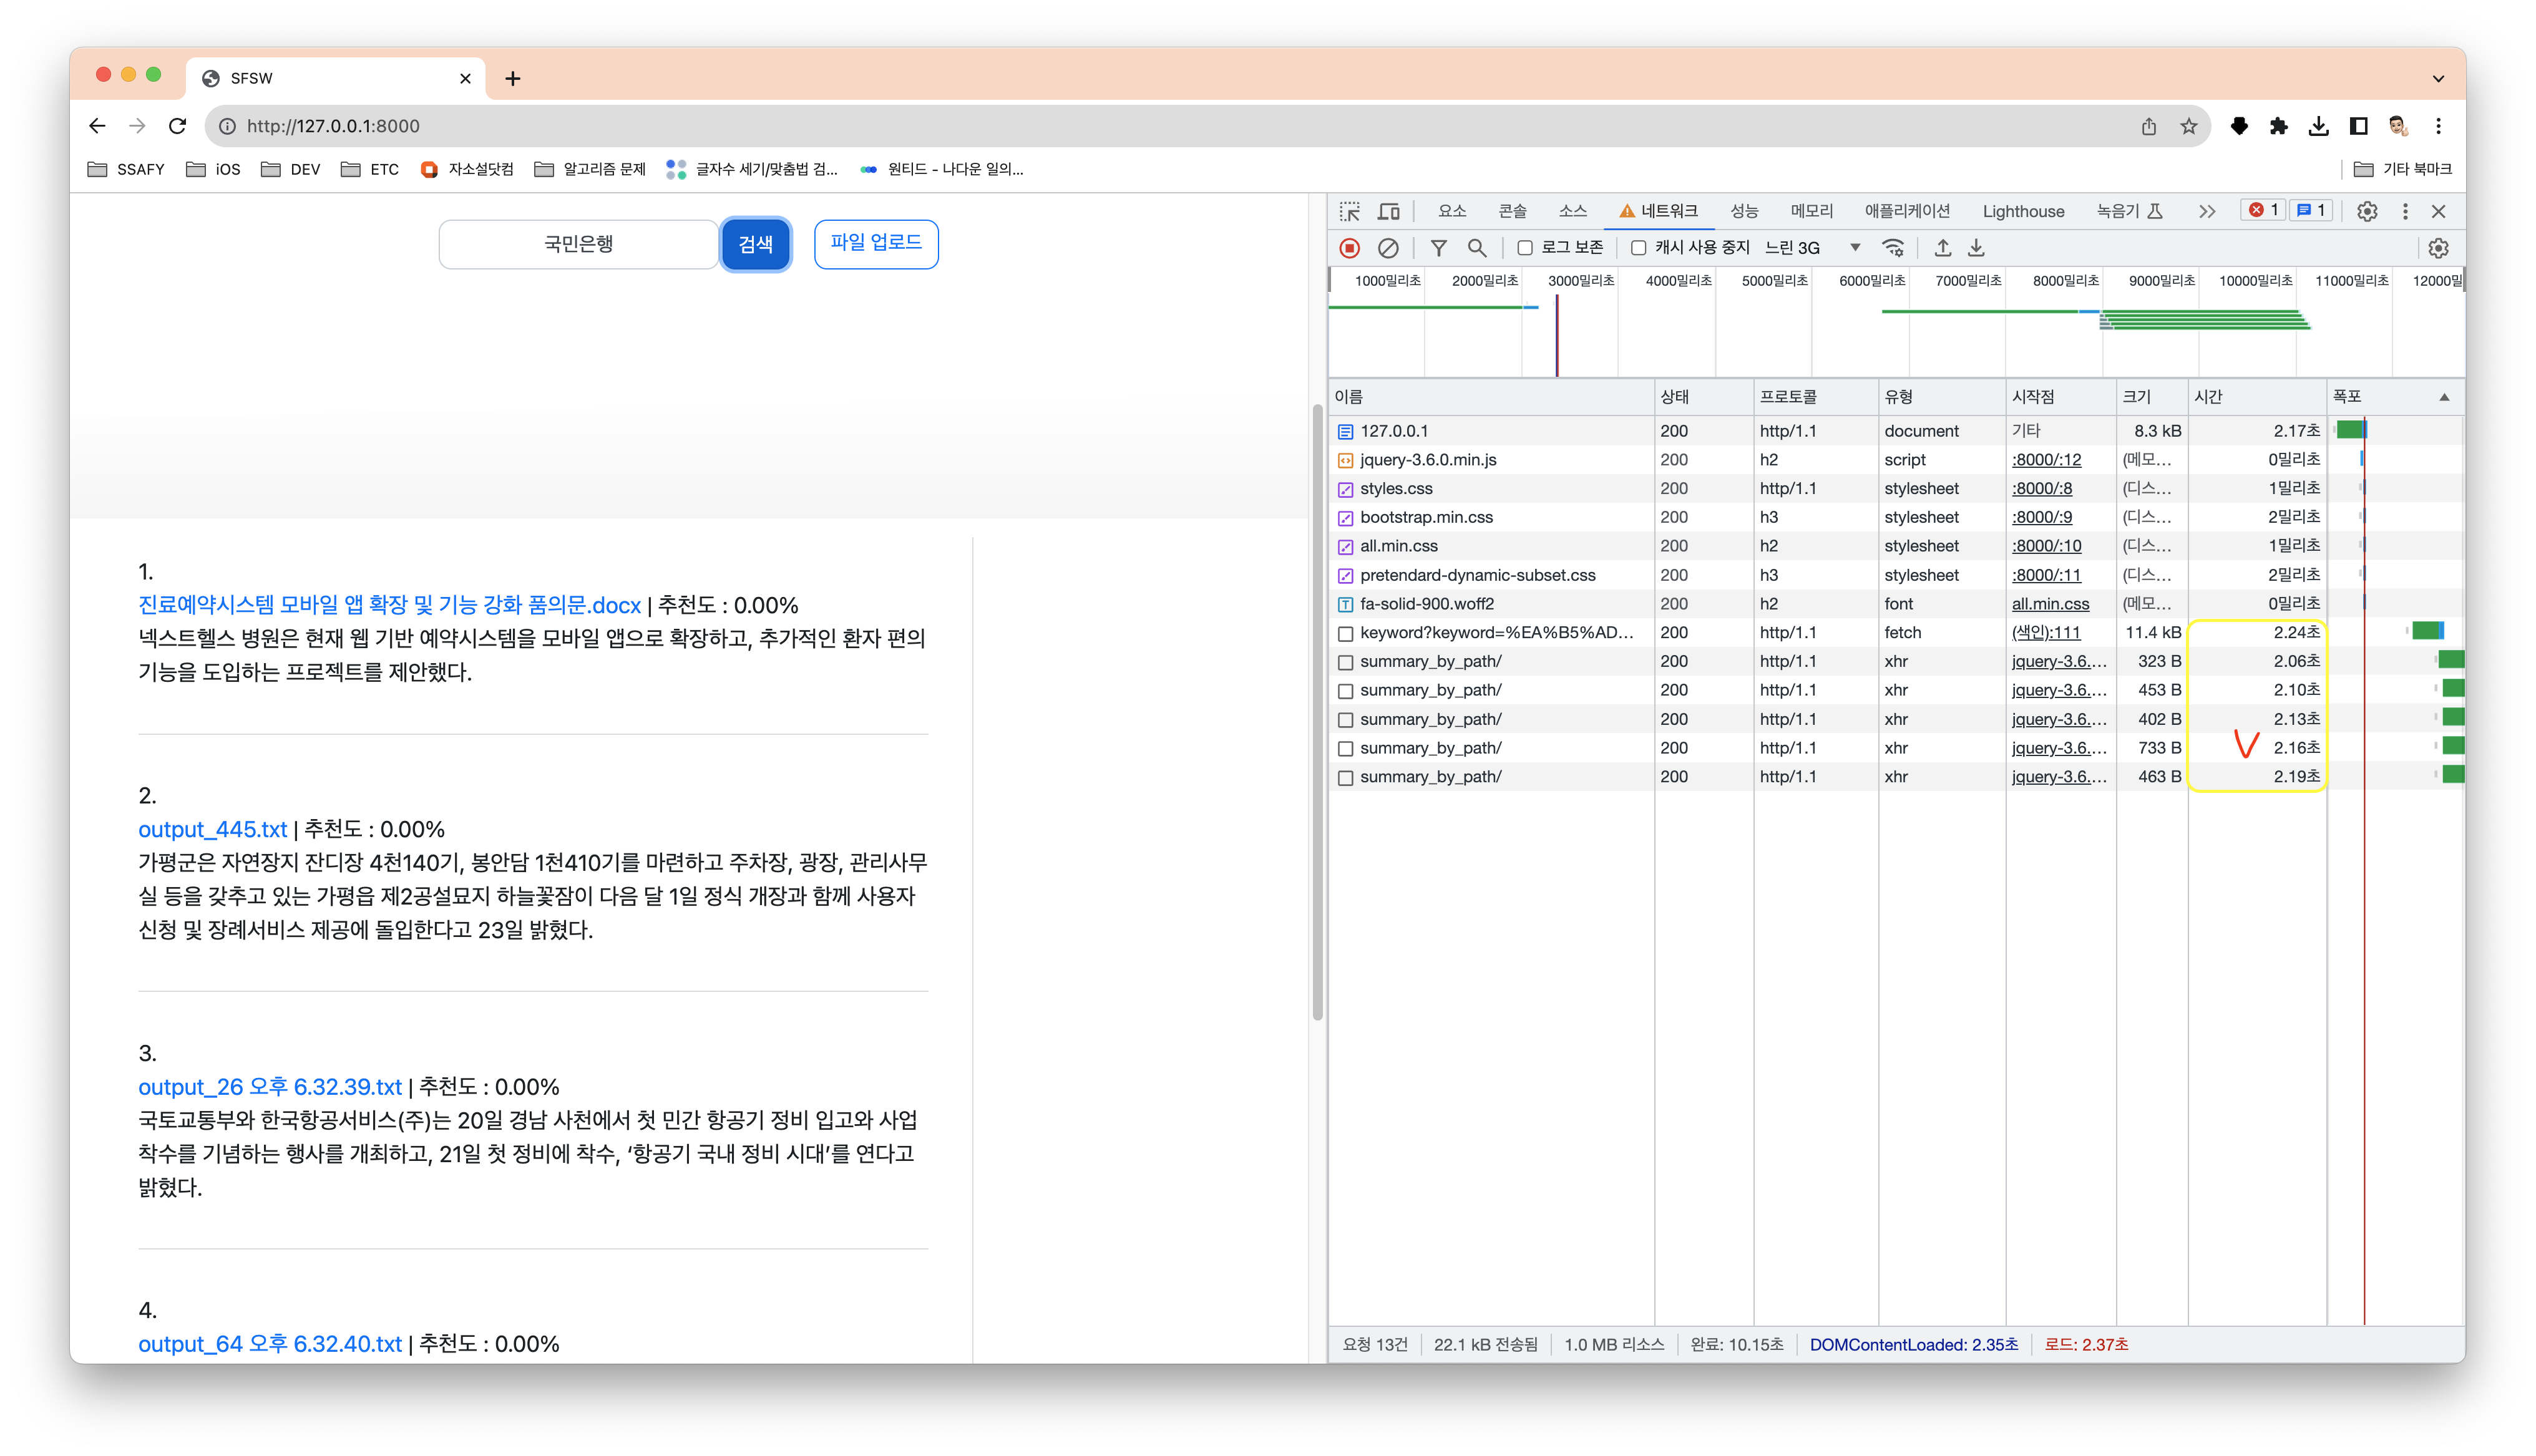 SFSW
http://127.0.0.1:8000
SSAFY iOS DEV ETC 자소설닷컴 알고리즘 문제 글자수 세기/맞춤법 검... 원티드 - 나다운 일의... 기타 북마크
국민은행 검색 파일 업로드
1.
진료예약시스템 모바일 앱 확장 및 기능 강화 품의문.docx | 추천도 : 0.00%
넥스트헬스 병원은 현재 웹 기반 예약시스템을 모바일 앱으로 확장하고, 추가적인 환자 편의
기능을 도입하는 프로젝트를 제안했다.
2.
output_445.txt | 추천도 : 0.00%
가평군은 자연장지 잔디장 4천140기, 봉안담 1천410기를 마련하고 주차장, 광장, 관리사무
실 등을 갖추고 있는 가평읍 제2공설묘지 하늘꽃잠이 다음 달 1일 정식 개장과 함께 사용자
신청 및 장례서비스 제공에 돌입한다고 23일 밝혔다.
3.
output_26 오후 6.32.39.txt | 추천도 : 0.00%
국토교통부와 한국항공서비스(주)는 20일 경남 사천에서 첫 민간 항공기 정비 입고와 사업
착수를 기념하는 행사를 개최하고, 21일 첫 정비에 착수, ‘항공기 국내 정비 시대’를 연다고
밝혔다.
4.
output_64 오후 6.32.40.txt | 추천도 : 0.00%
요소 콘솔 소스 네트워크 성능 메모리 애플리케이션 Lighthouse 녹음기 1 1
로그 보존 캐시 사용 중지 느린 3G
1000밀리초 2000밀리초 3000밀리초 4000밀리초 5000밀리초 6000밀리초 7000밀리초 8000밀리초 9000밀리초 10000밀리초 11000밀리초 12000밀
이름 상태 프로토콜 유형 시작점 크기 시간 폭포
127.0.0.1 200 http/1.1 document 기타 8.3 kB 2.17초
jquery-3.6.0.min.js 200 h2 script :8000/:12 (메모... 0밀리초
styles.css 200 http/1.1 stylesheet :8000/:8 (디스... 1밀리초
bootstrap.min.css 200 h3 stylesheet :8000/:9 (디스... 2밀리초
all.min.css 200 h2 stylesheet :8000/:10 (디스... 1밀리초
pretendard-dynamic-subset.css 200 h3 stylesheet :8000/:11 (디스... 2밀리초
fa-solid-900.woff2 200 h2 font all.min.css (메모... 0밀리초
keyword?keyword=%EA%B5%AD... 200 http/1.1 fetch (색인):111 11.4 kB 2.24초
summary_by_path/ 200 http/1.1 xhr jquery-3.6.... 323 B 2.06초
summary_by_path/ 200 http/1.1 xhr jquery-3.6.... 453 B 2.10초
summary_by_path/ 200 http/1.1 xhr jquery-3.6.... 402 B 2.13초
summary_by_path/ 200 http/1.1 xhr jquery-3.6.... 733 B 2.16초
summary_by_path/ 200 http/1.1 xhr jquery-3.6.... 463 B 2.19초
요청 13건 22.1 kB 전송됨 1.0 MB 리소스 완료: 10.15초 DOMContentLoaded: 2.35초 로드: 2.37초